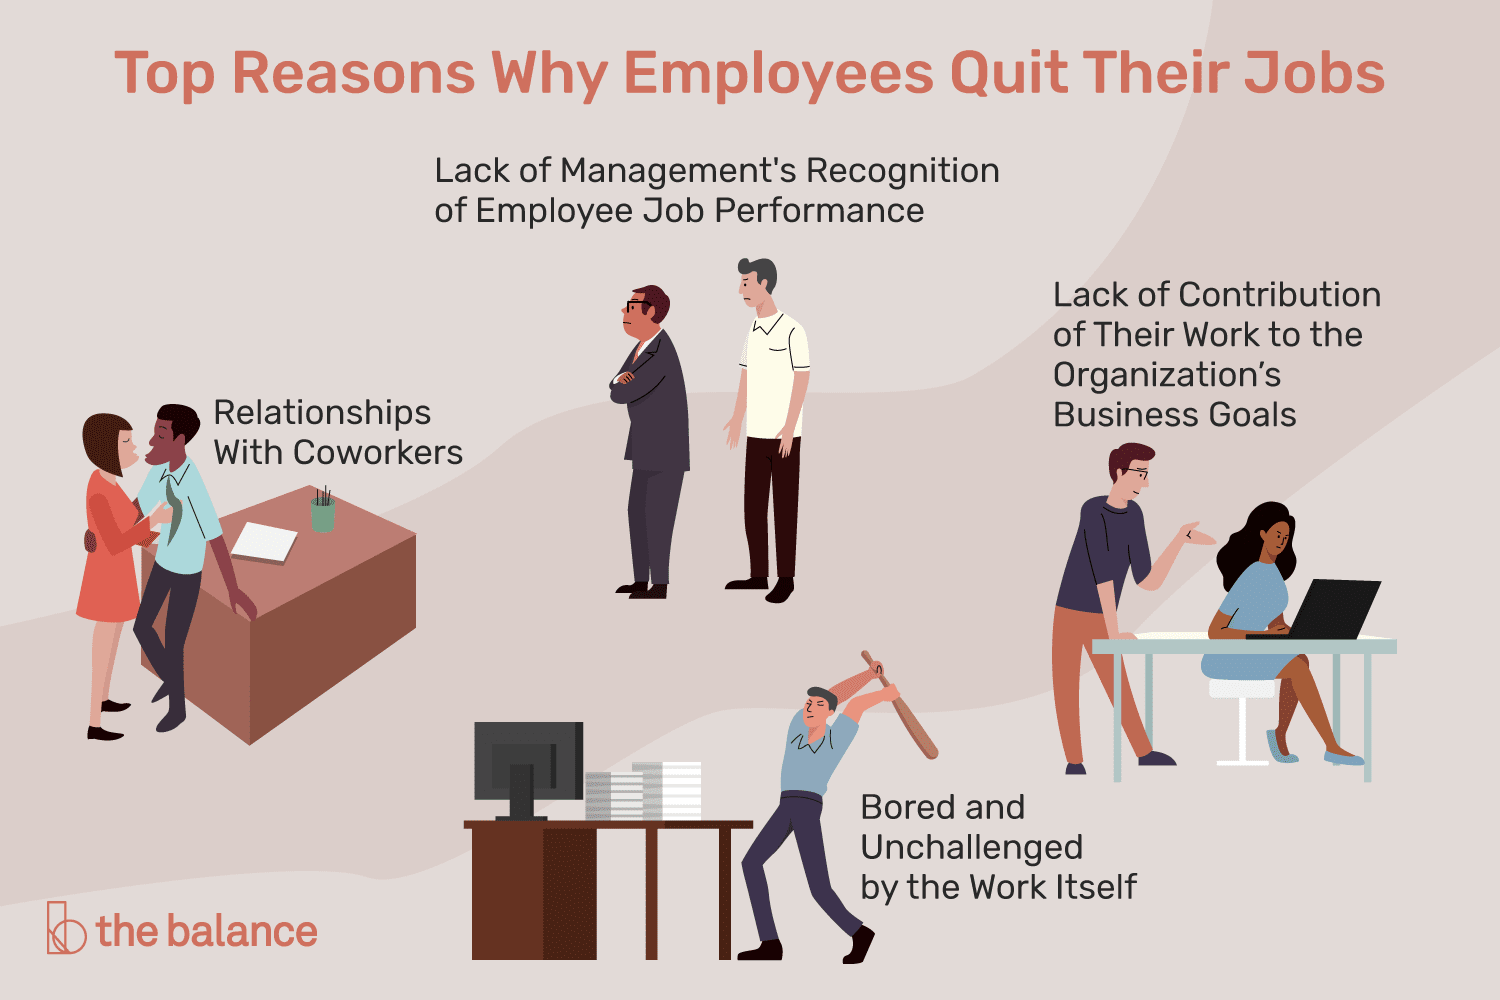 Top Reasons Why Employees Quit Their Jobs
Lack of Management's Recognition
of Employee Job Performance
Lack of Contribution
of Their Work to the
Organization’s
Business Goals
Relationships
With Coworkers
Bored and
Unchallenged
by the Work Itself
the balance